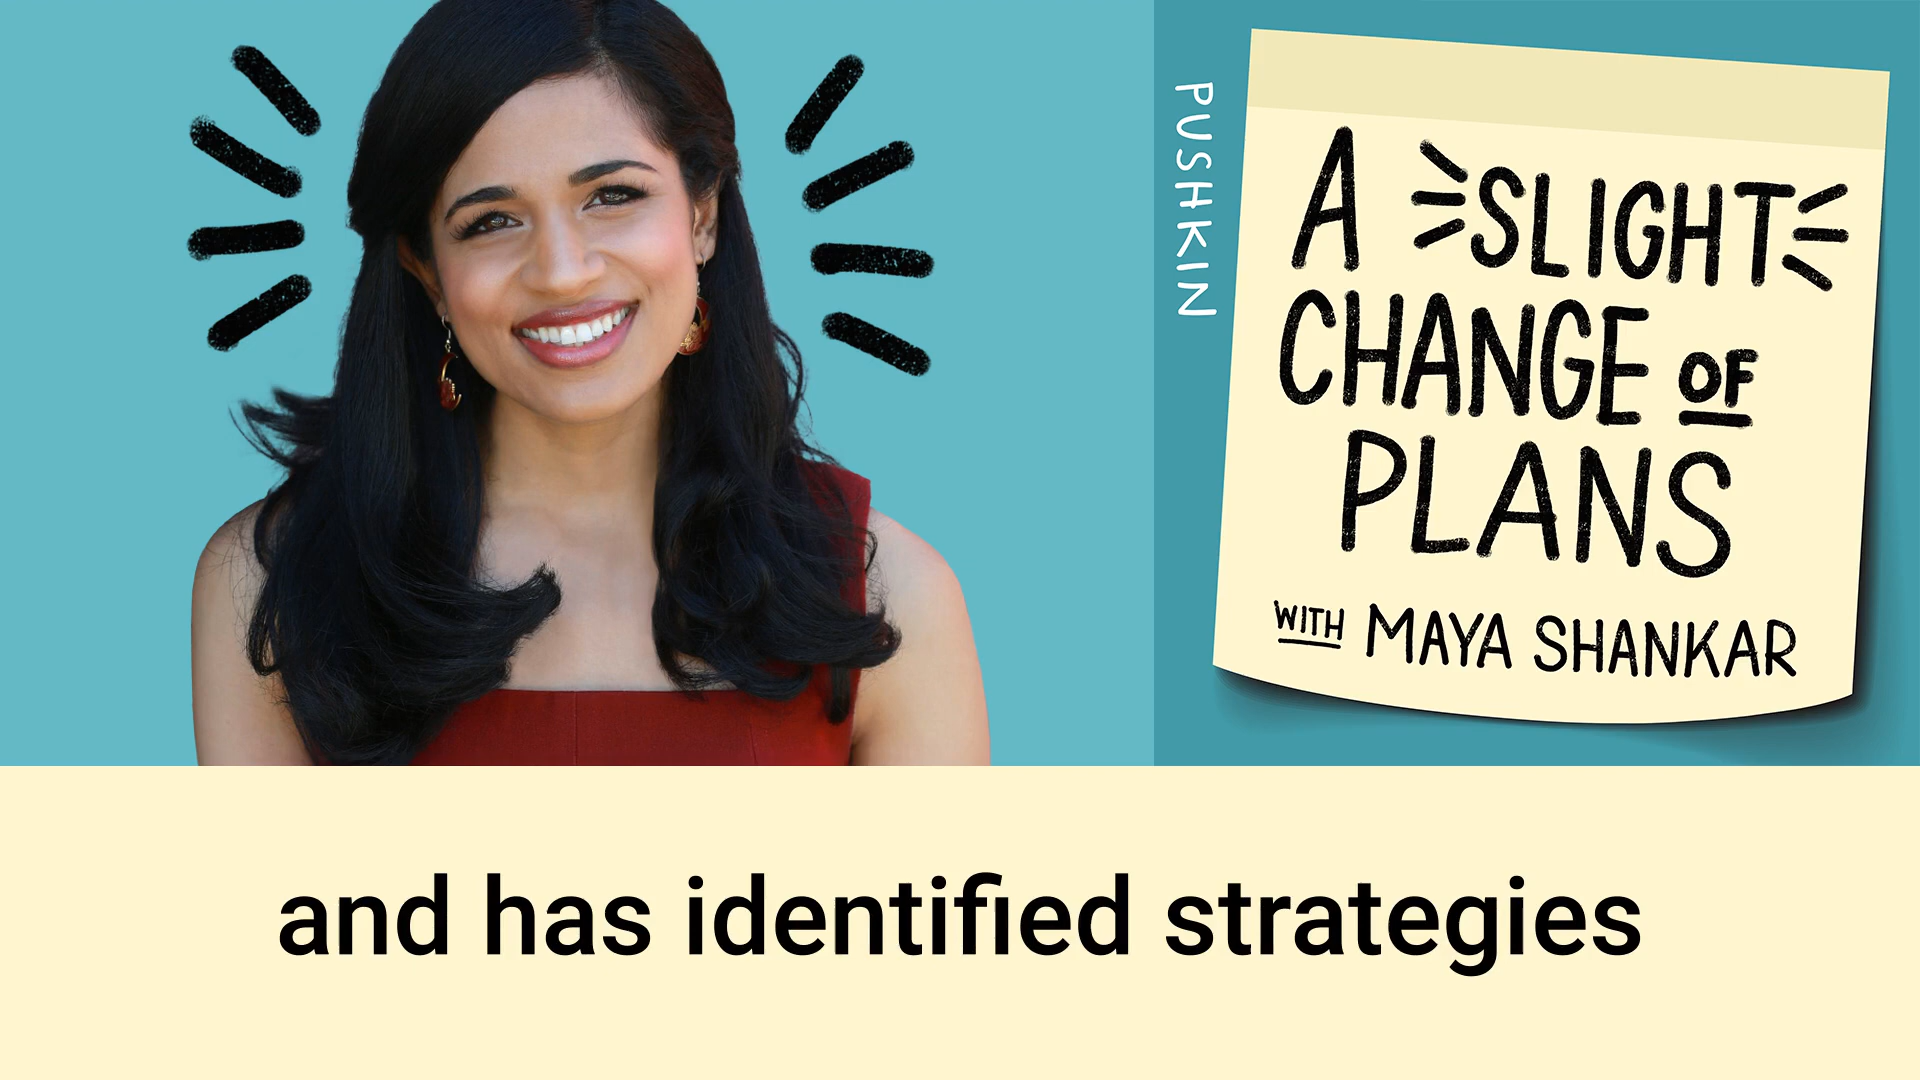 PUSHKIN
A SLIGHT
CHANGE OF
PLANS
WITH MAYA SHANKAR
and has identified strategies